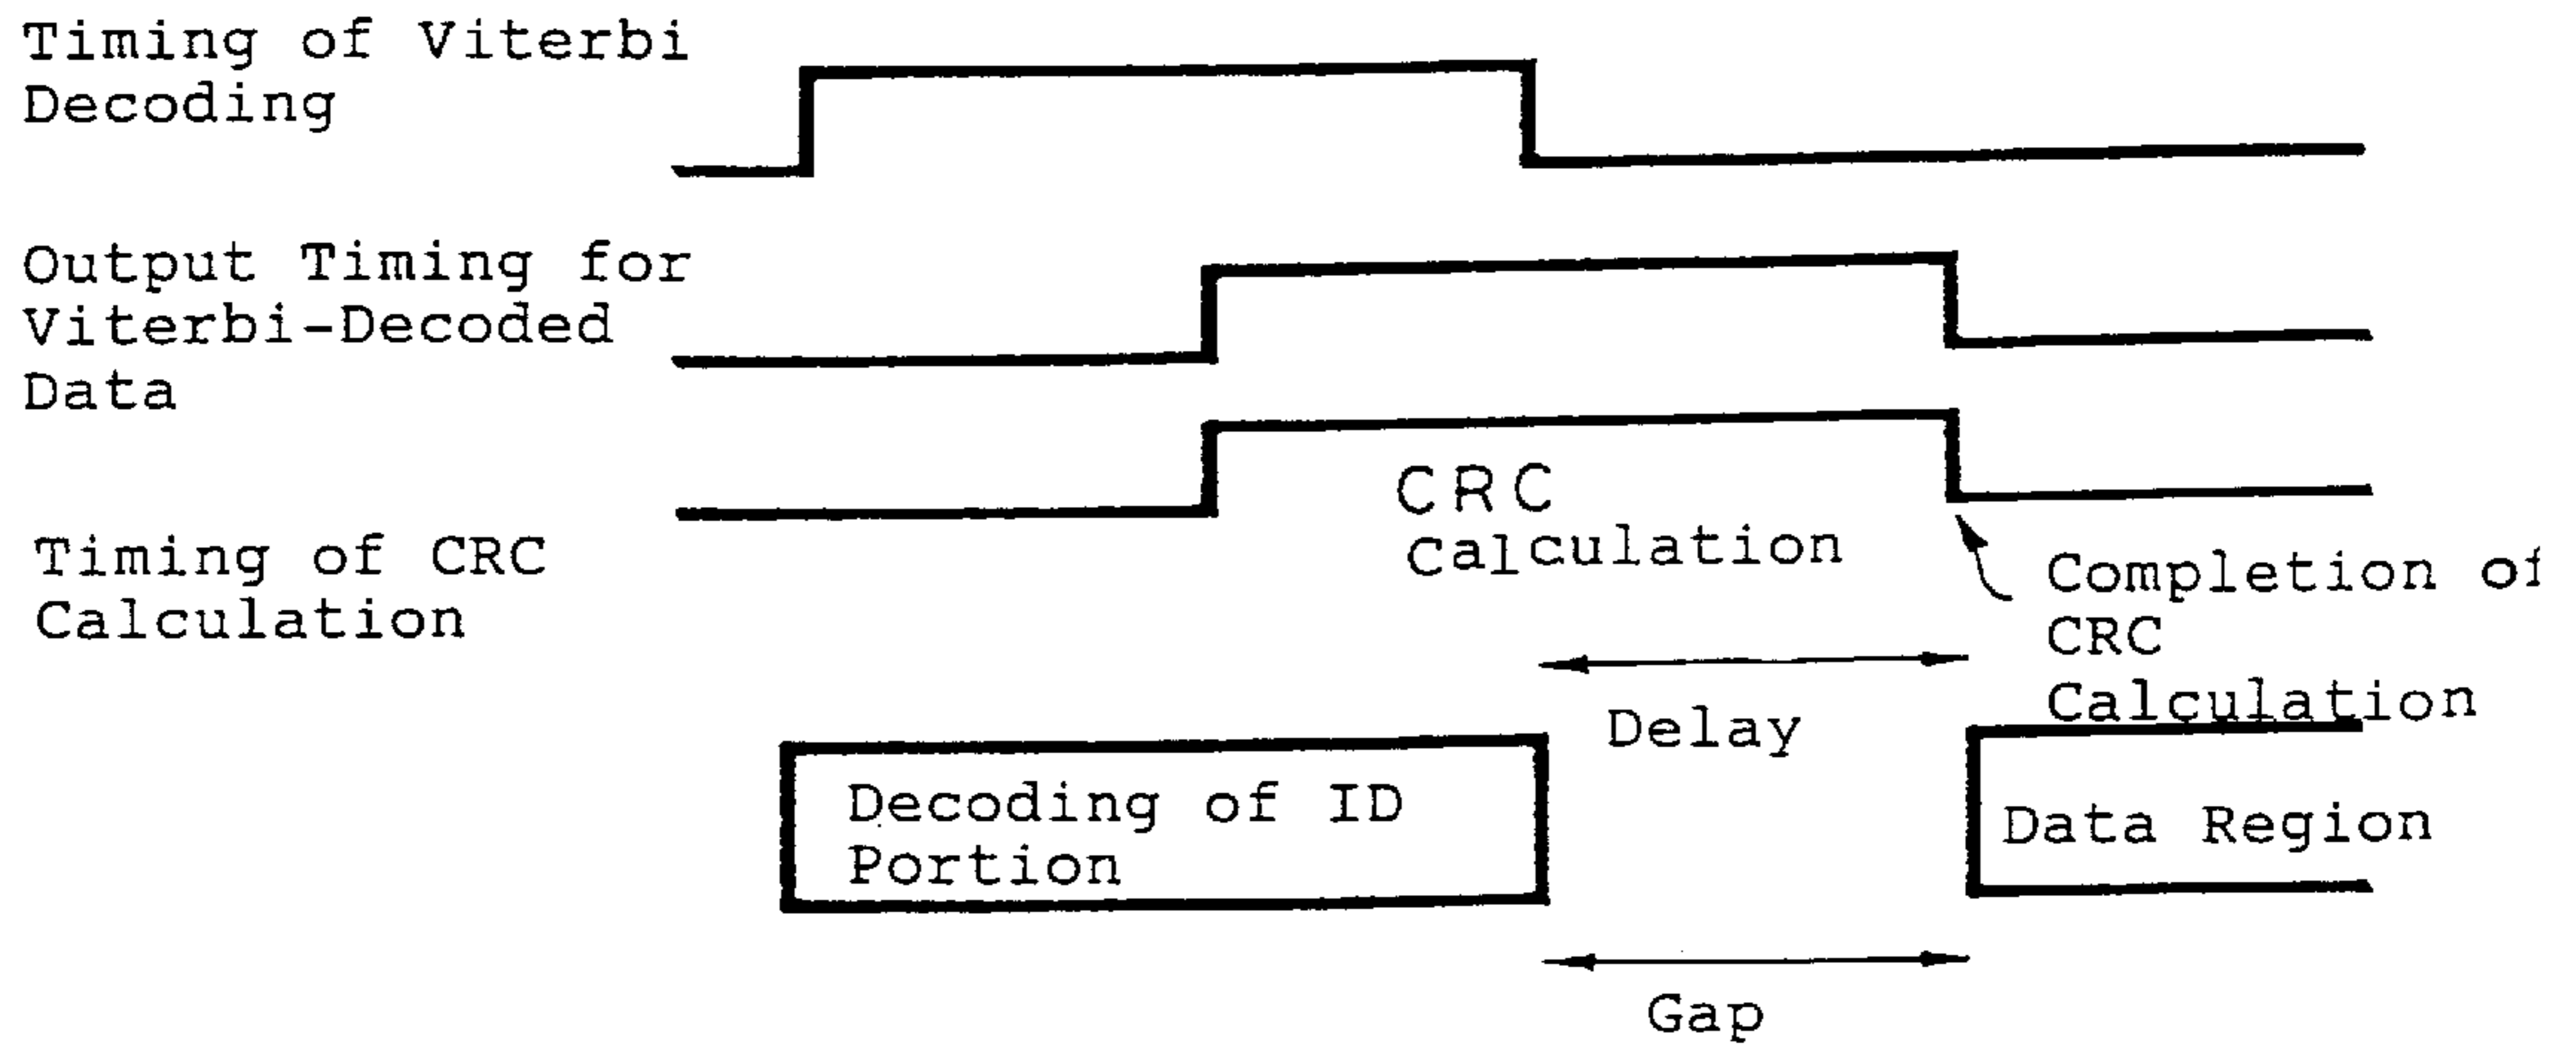 Timing of Viterbi
Decoding
Output Timing for
Viterbi-Decoded
Data
CRC
Calculation
Timing of CRC
Calculation
Completion of
CRC
Calculation
Delay
Decoding of ID
Portion
Data Region
Gap